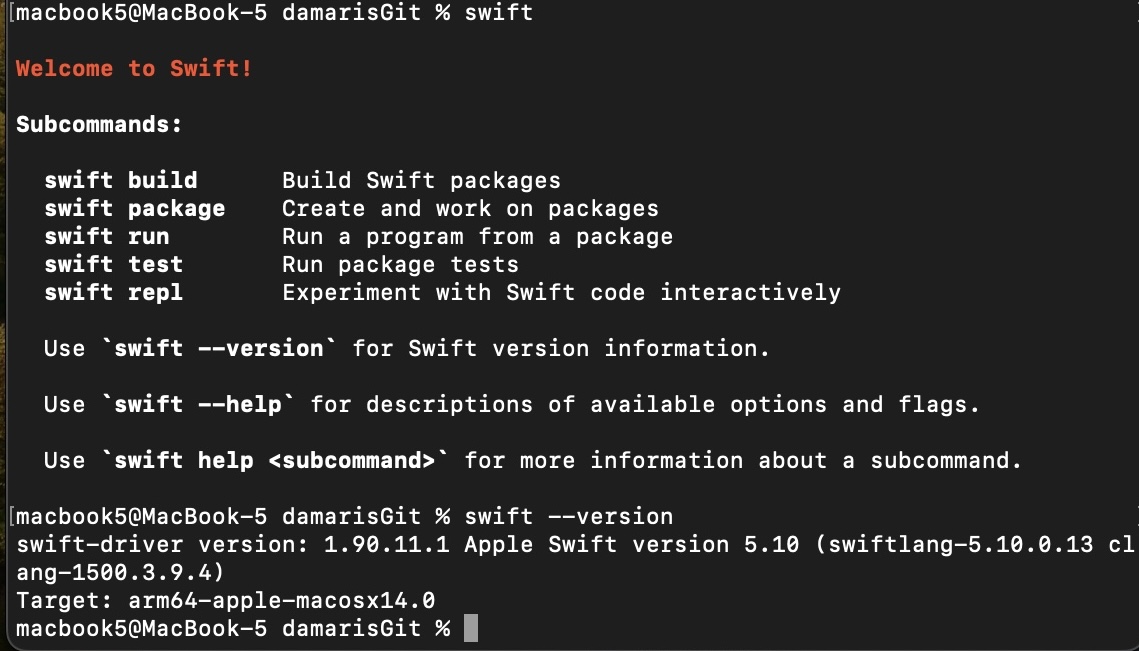 [macbook5@MacBook-5 damarisGit % swift
Welcome to Swift!
Subcommands:
swift build      Build Swift packages
swift package    Create and work on packages
swift run        Run a program from a package
swift test       Run package tests
swift repl       Experiment with Swift code interactively
Use `swift --version` for Swift version information.
Use `swift --help` for descriptions of available options and flags.
Use `swift help <subcommand>` for more information about a subcommand.
[macbook5@MacBook-5 damarisGit % swift --version
swift-driver version: 1.90.11.1 Apple Swift version 5.10 (swiftlang-5.10.0.13 cl
ang-1500.3.9.4)
Target: arm64-apple-macosx14.0
macbook5@MacBook-5 damarisGit %